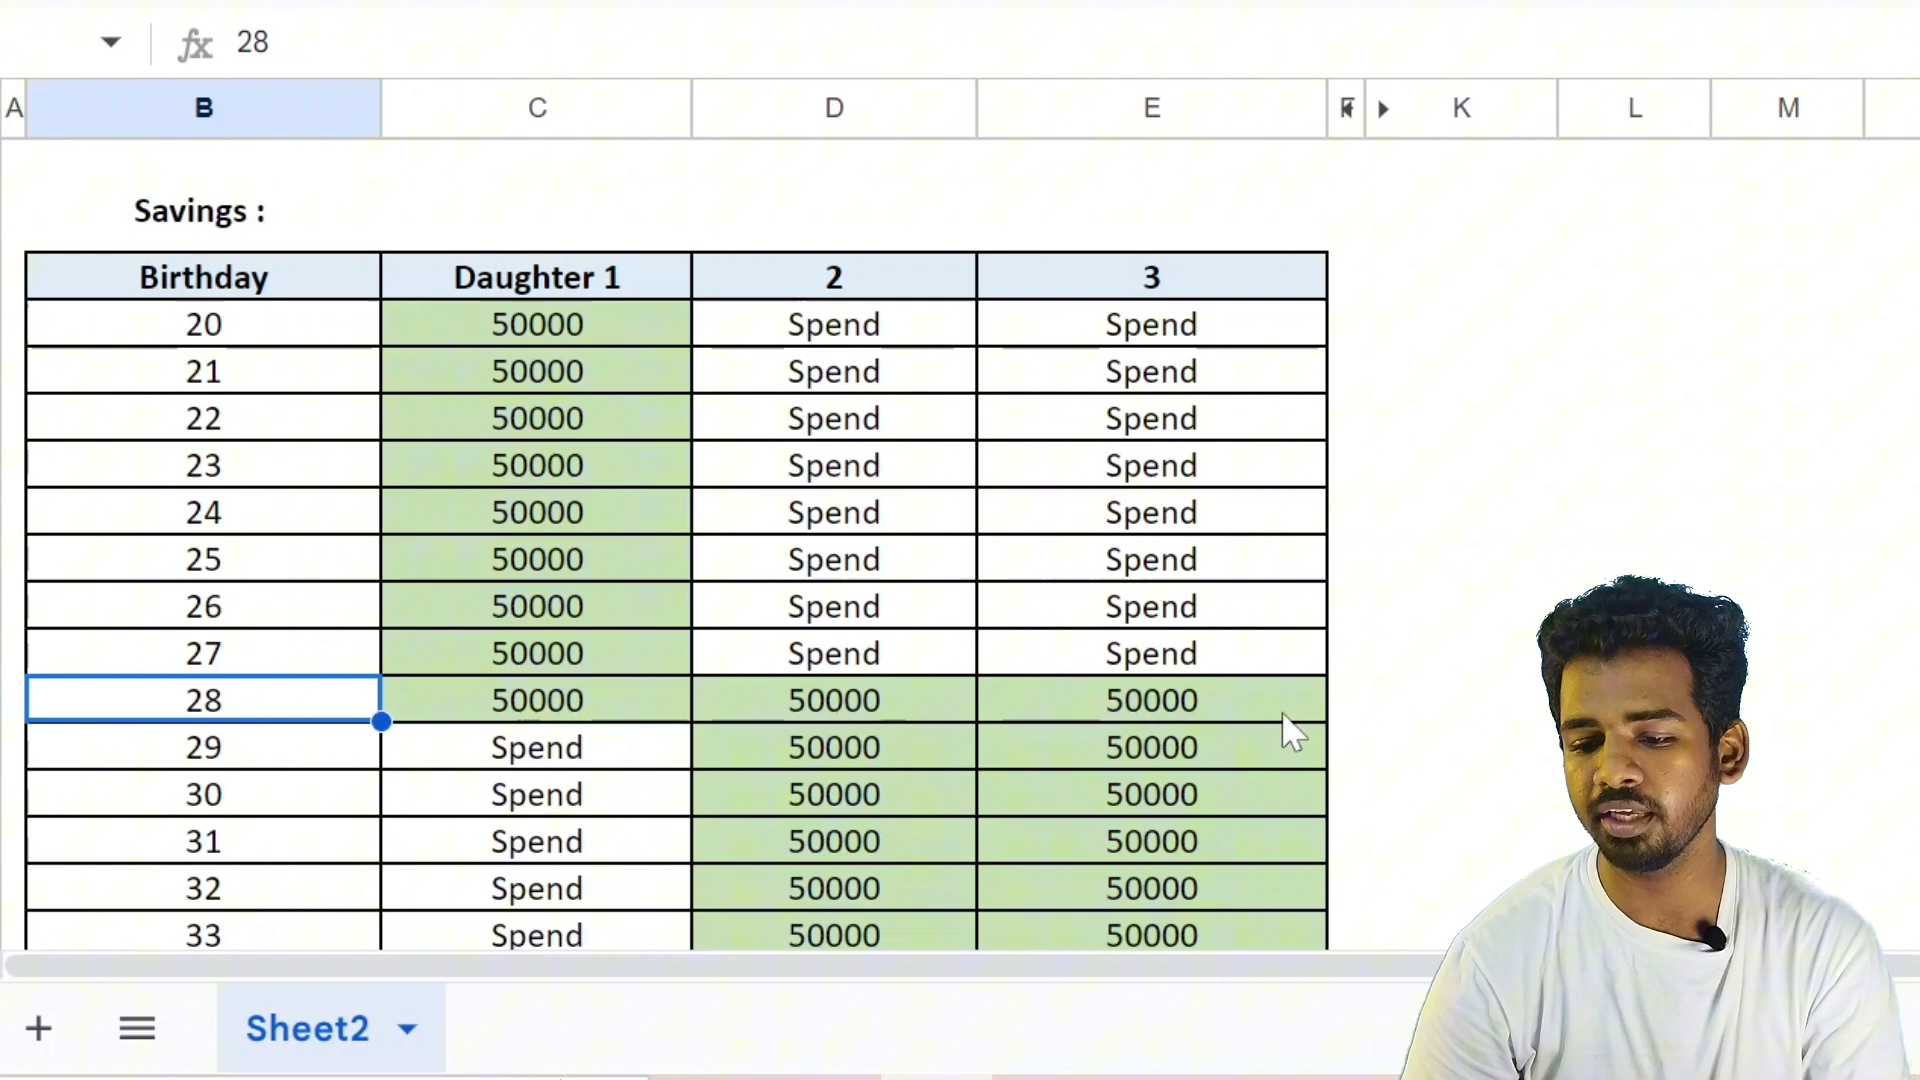 fx 28
A B C D E F K L M
Savings :
Birthday Daughter 1 2 3
20 50000 Spend Spend
21 50000 Spend Spend
22 50000 Spend Spend
23 50000 Spend Spend
24 50000 Spend Spend
25 50000 Spend Spend
26 50000 Spend Spend
27 50000 Spend Spend
28 50000 50000 50000
29 Spend 50000 50000
30 Spend 50000 50000
31 Spend 50000 50000
32 Spend 50000 50000
33 Spend 50000 50000
Sheet2